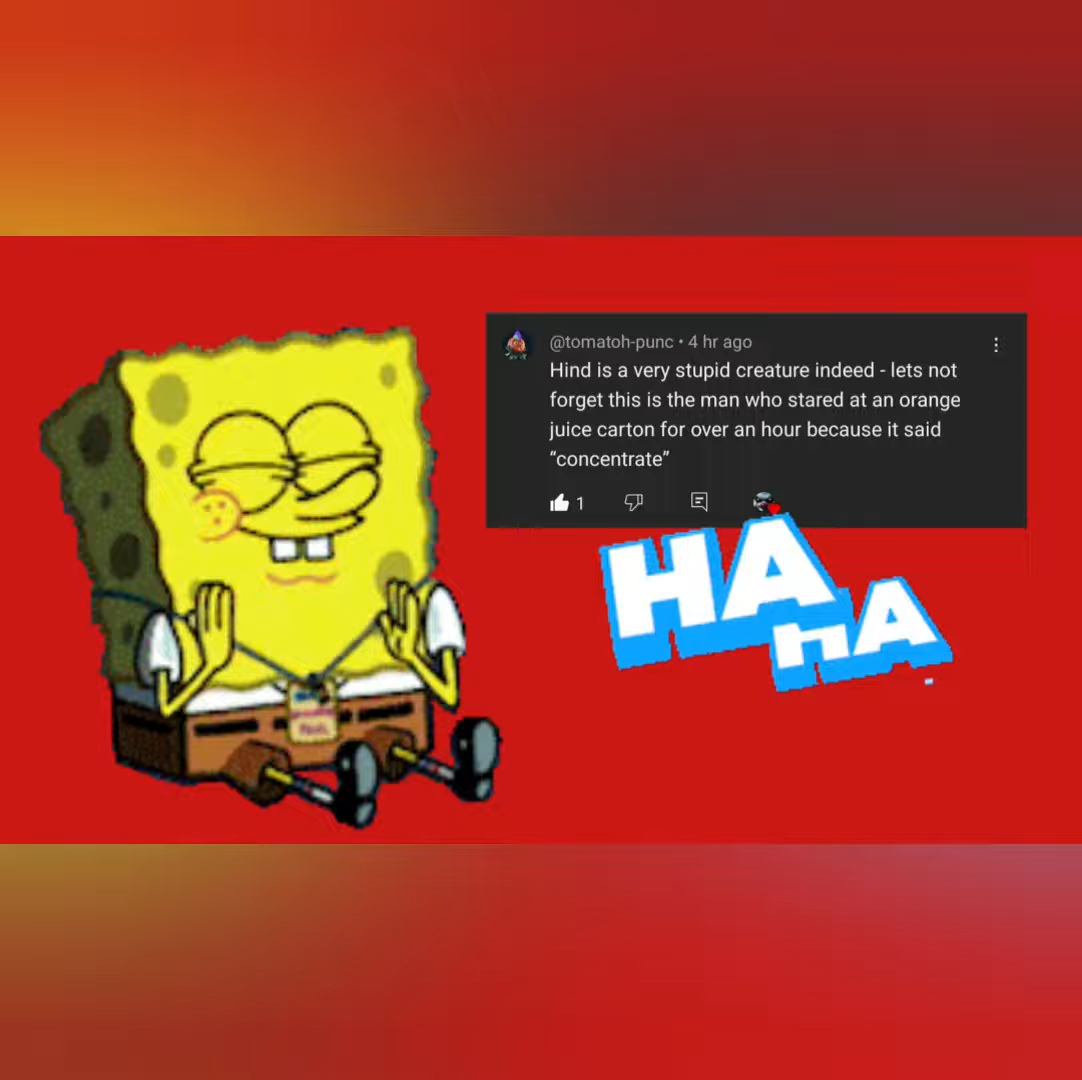 @tomatoh-punc • 4 hr ago
Hind is a very stupid creature indeed - lets not
forget this is the man who stared at an orange
juice carton for over an hour because it said
“concentrate”
1
HA
hA